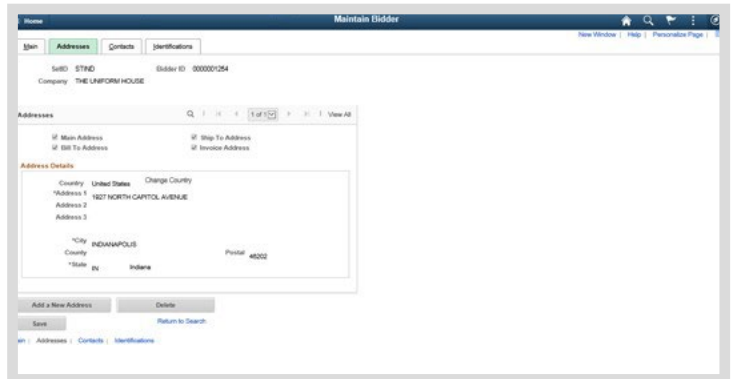 Home
Maintain Bidder
New Window | Help | Personalize Page |
Main Addresses Contacts Identifications
SetID STIND Bidder ID 0000001264
Company THE UNIFORM HOUSE
Addresses 1 of 1 View All
Main Address Ship To Address
Bill To Address Invoice Address
Address Details
Country United States Change Country
*Address 1 1927 NORTH CAPITOL AVENUE
Address 2
Address 3
*City INDIANAPOLIS
County Postal 46202
*State IN Indiana
Add a New Address Delete
Save Return to Search
ain | Addresses | Contacts | Identifications